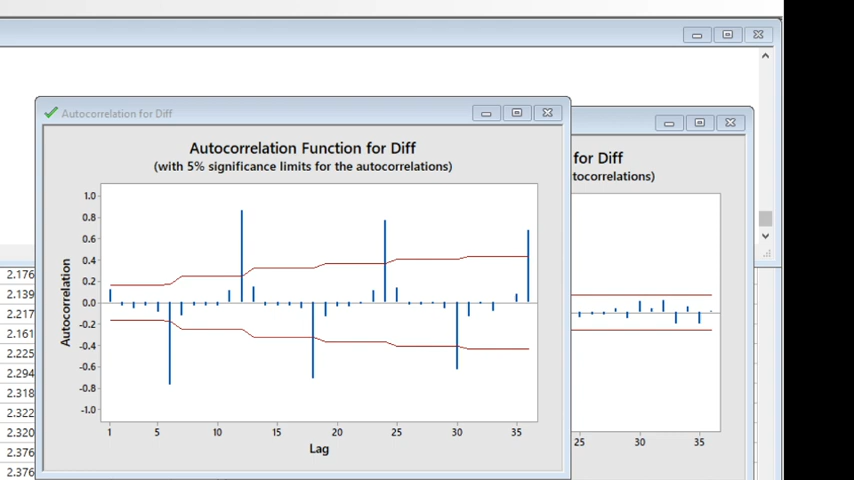 Autocorrelation for Diff
Autocorrelation Function for Diff
(with 5% significance limits for the autocorrelations)
for Diff
tocorrelations)
1.0
0.8
0.6
0.4
0.2
0.0
-0.2
-0.4
-0.6
-0.8
-1.0
Autocorrelation
1 5 10 15 20 25 30 35
Lag
25 30 35
2.176
2.139
2.217
2.161
2.225
2.294
2.318
2.322
2.320
2.376
2.376